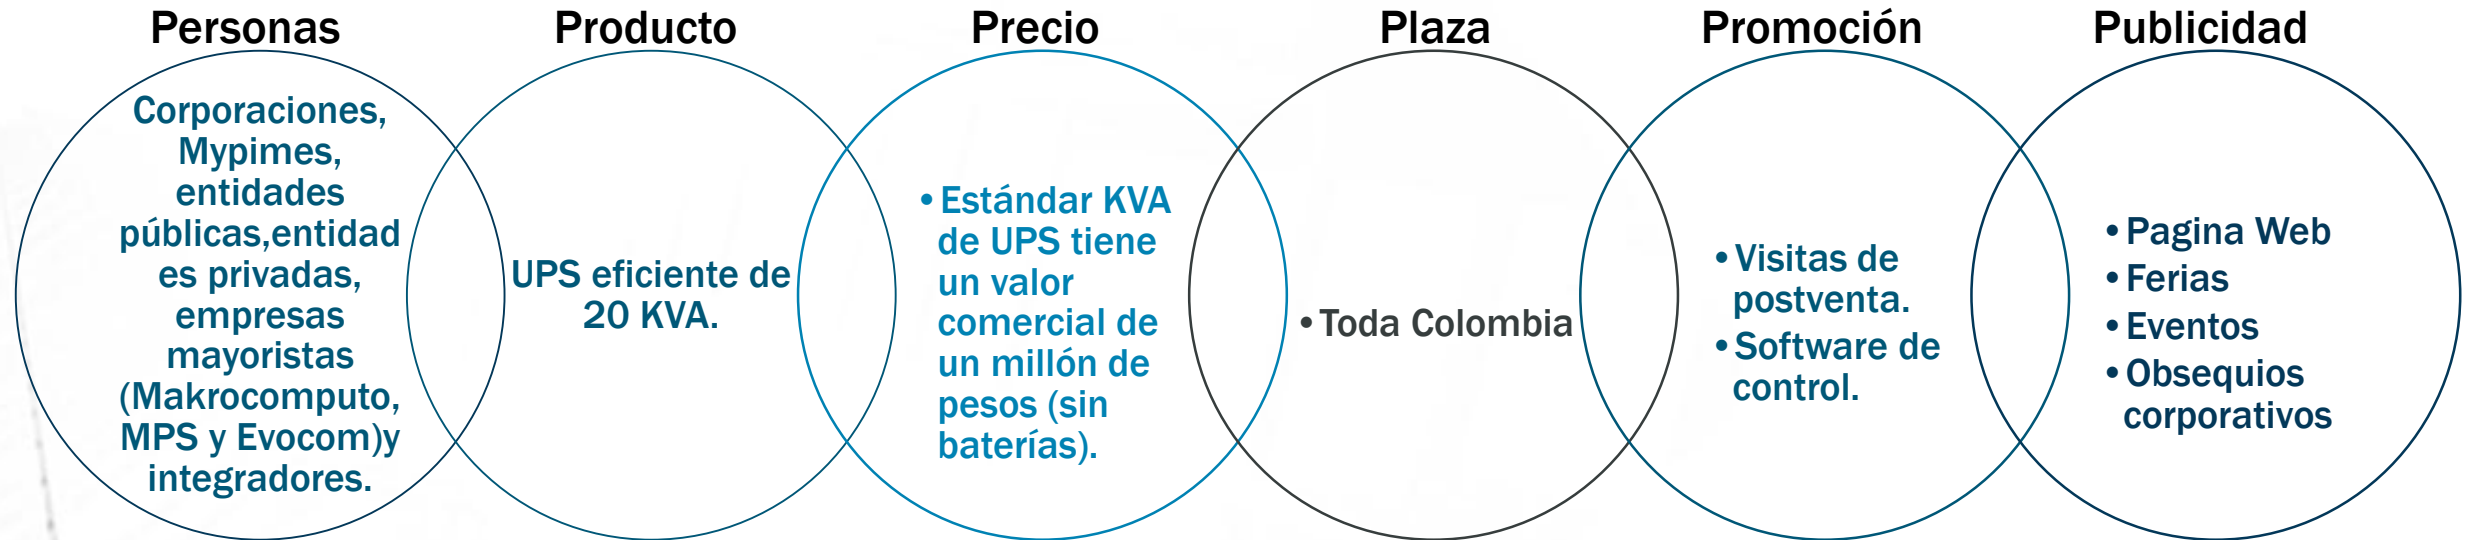 Personas
Corporaciones,
Mypimes,
entidades
públicas,entidad
es privadas,
empresas
mayoristas
(Makrocomputo,
MPS y Evocom)y
integradores.
Producto
UPS eficiente de
20 KVA.
Precio
•Estándar KVA
de UPS tiene
un valor
comercial de
un millón de
pesos (sin
baterías).
Plaza
•Toda Colombia
Promoción
•Visitas de
postventa.
•Software de
control.
Publicidad
•Pagina Web
•Ferias
•Eventos
•Obsequios
corporativos